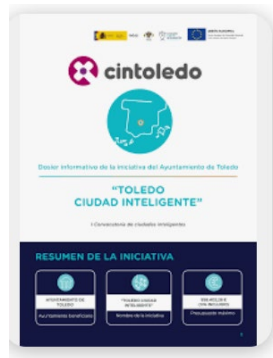 cintoledo
Dosier informativo de la iniciativa del Ayuntamiento de Toledo
"TOLEDO
CIUDAD INTELIGENTE"
I Convocatoria de ciudades inteligentes
RESUMEN DE LA INICIATIVA
AYUNTAMIENTO DE
TOLEDO
Ayuntamiento beneficiario
"TOLEDO CIUDAD
INTELIGENTE"
Nombre de la iniciativa
Presupuesto máximo